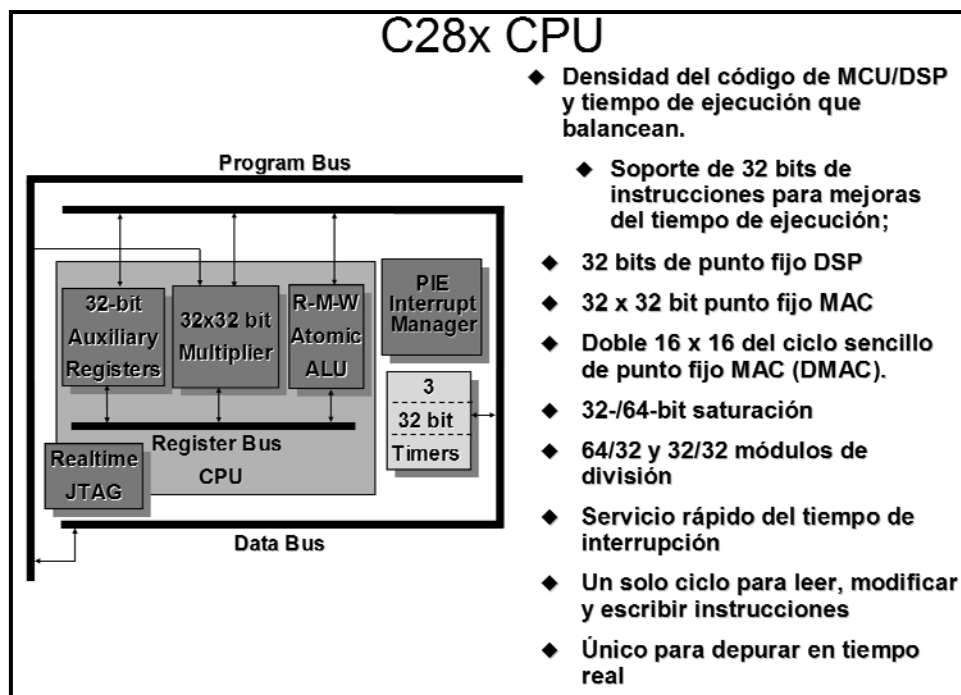 C28x CPU
Program Bus
32-bit
Auxiliary
Registers
32x32 bit
Multiplier
R-M-W
Atomic
ALU
PIE
Interrupt
Manager
3
32 bit
Timers
Register Bus
CPU
Realtime
JTAG
Data Bus
◆ Densidad del código de MCU/DSP
y tiempo de ejecución que
balancean.
◆ Soporte de 32 bits de
instrucciones para mejoras
del tiempo de ejecución;
◆ 32 bits de punto fijo DSP
◆ 32 x 32 bit punto fijo MAC
◆ Doble 16 x 16 del ciclo sencillo
de punto fijo MAC (DMAC).
◆ 32-/64-bit saturación
◆ 64/32 y 32/32 módulos de
división
◆ Servicio rápido del tiempo de
interrupción
◆ Un solo ciclo para leer, modificar
y escribir instrucciones
◆ Único para depurar en tiempo
real